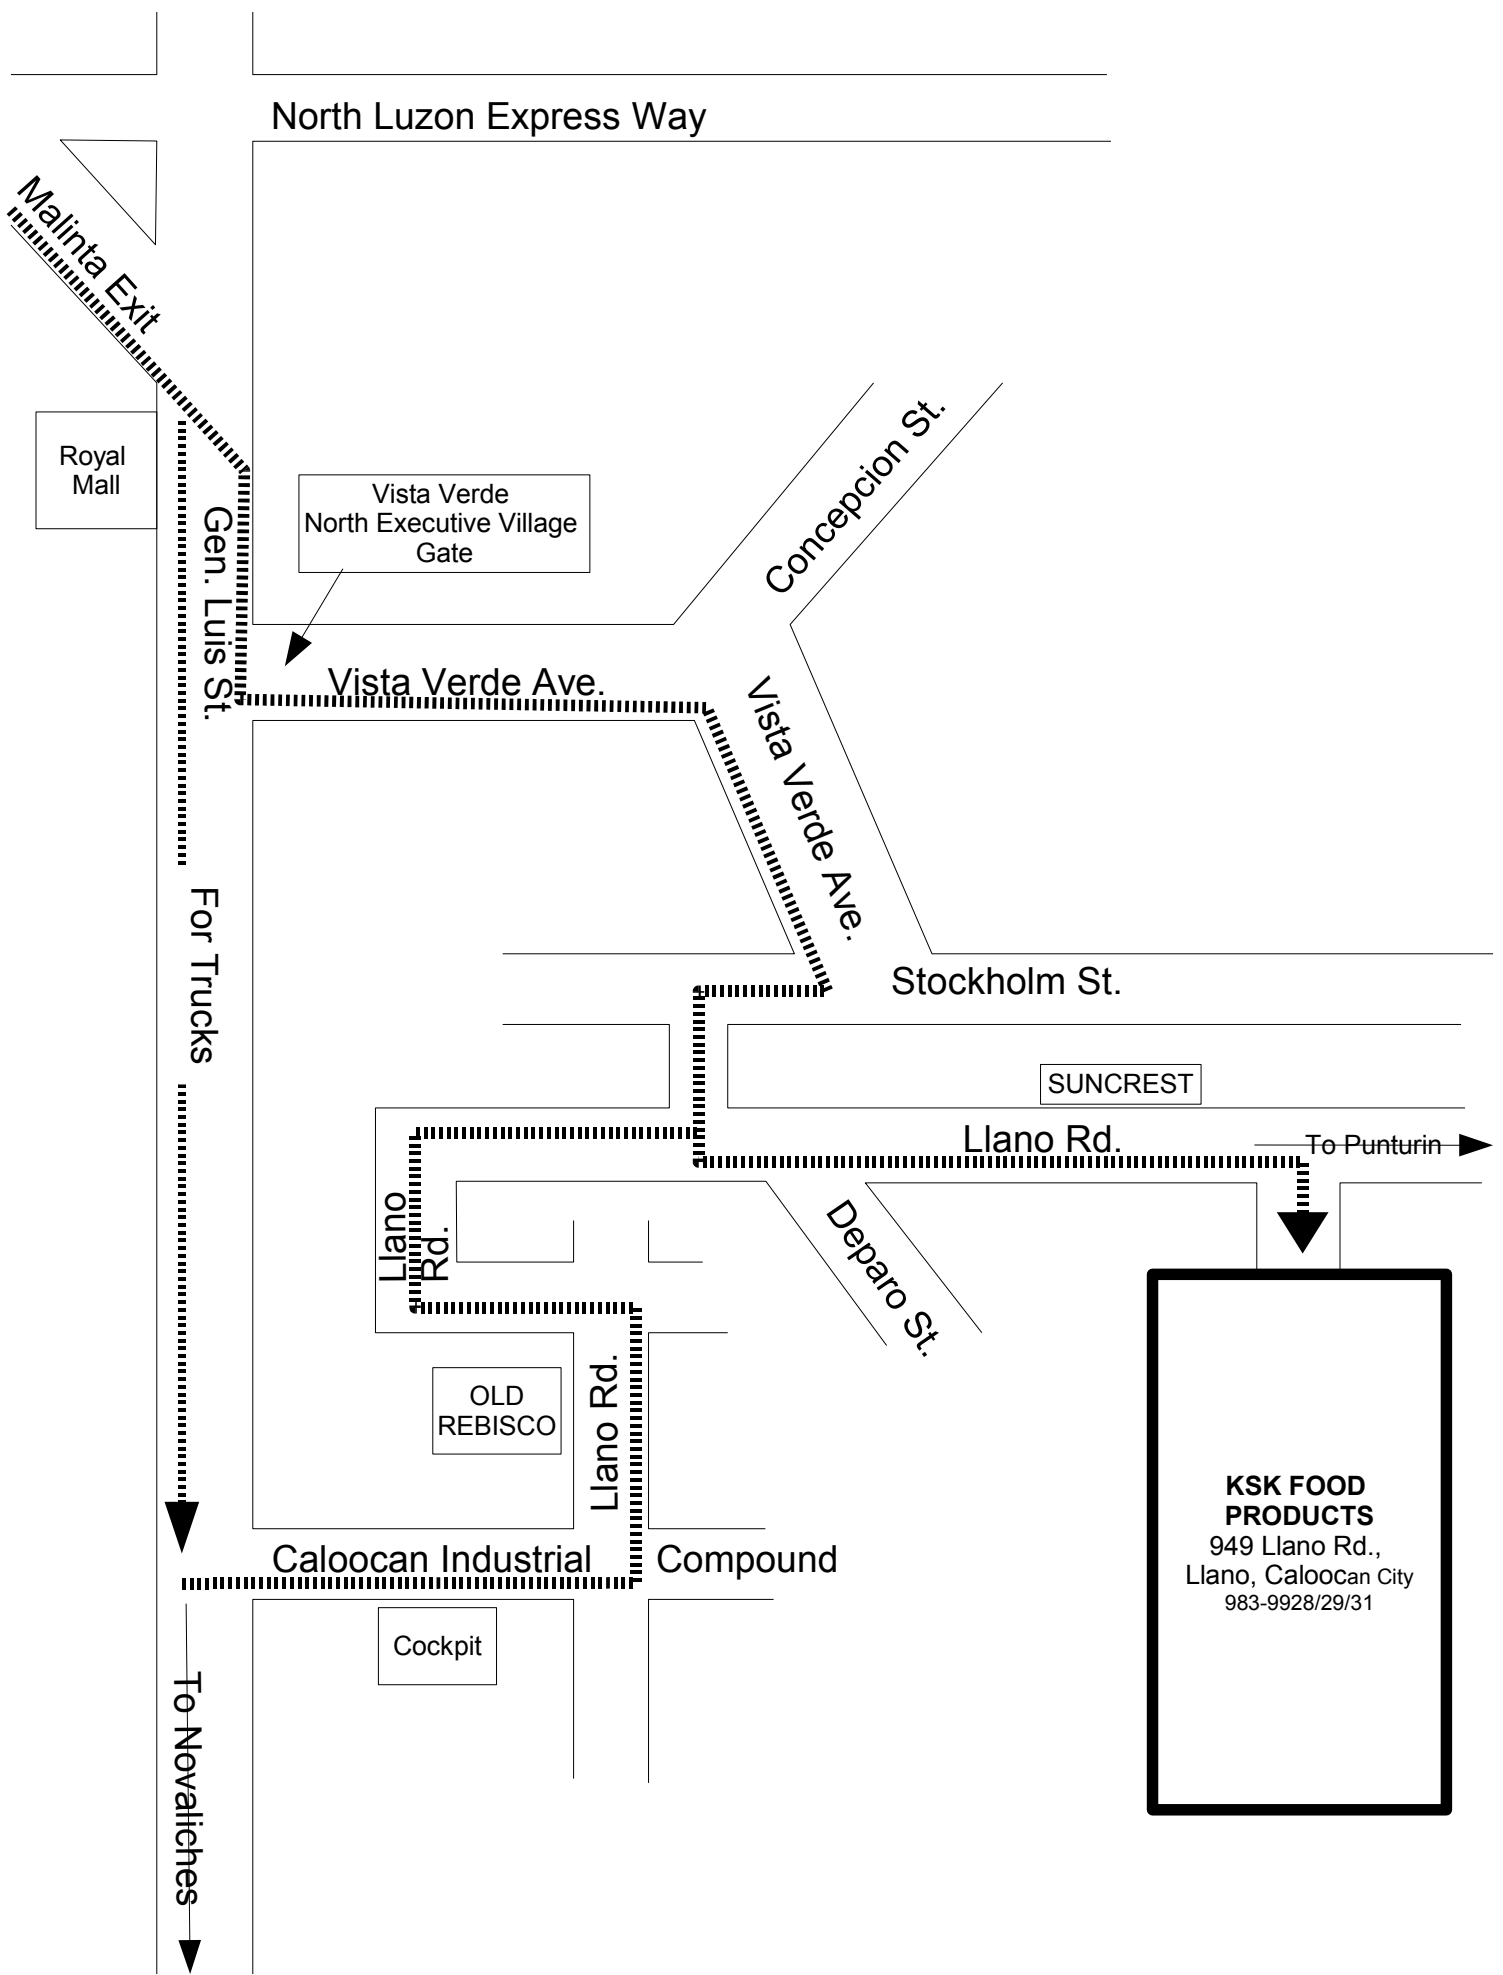 North Luzon Express Way
Malinta Exit
Royal
Mall
Gen. Luis St.
Vista Verde
North Executive Village
Gate
Concepcion St.
Vista Verde Ave.
Vista Verde Ave.
For Trucks
Stockholm St.
SUNCREST
Llano Rd.
To Punturin
Llano
Rd.
Deparo St.
OLD
REBISCO
Llano Rd.
Caloocan Industrial Compound
Cockpit
To Novaliches
KSK FOOD
PRODUCTS
949 Llano Rd.,
Llano, Caloocan City
983-9928/29/31